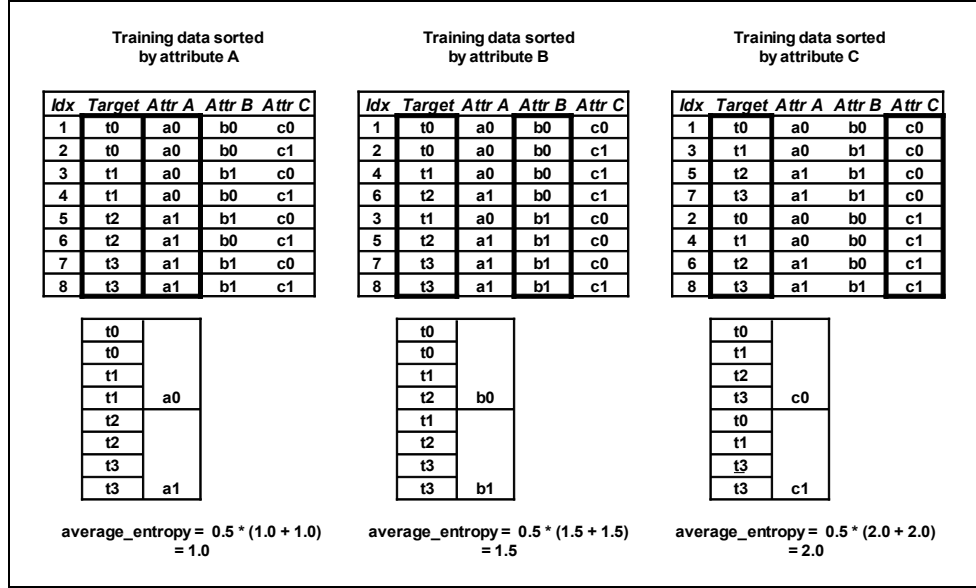 Training data sorted
by attribute A
Idx Target Attr A Attr B Attr C
1 t0 a0 b0 c0
2 t0 a0 b0 c1
3 t1 a0 b1 c0
4 t1 a0 b0 c1
5 t2 a1 b1 c0
6 t2 a1 b0 c1
7 t3 a1 b1 c0
8 t3 a1 b1 c1
t0
t0
t1
t1 a0
t2
t2
t3
t3 a1
average_entropy = 0.5 * (1.0 + 1.0)
= 1.0
Training data sorted
by attribute B
Idx Target Attr A Attr B Attr C
1 t0 a0 b0 c0
2 t0 a0 b0 c1
4 t1 a0 b0 c1
6 t2 a1 b0 c1
3 t1 a0 b1 c0
5 t2 a1 b1 c0
7 t3 a1 b1 c0
8 t3 a1 b1 c1
t0
t0
t1
t2 b0
t1
t2
t3
t3 b1
average_entropy = 0.5 * (1.5 + 1.5)
= 1.5
Training data sorted
by attribute C
Idx Target Attr A Attr B Attr C
1 t0 a0 b0 c0
3 t1 a0 b1 c0
5 t2 a1 b1 c0
7 t3 a1 b1 c0
2 t0 a0 b0 c1
4 t1 a0 b0 c1
6 t2 a1 b0 c1
8 t3 a1 b1 c1
t0
t1
t2
t3 c0
t0
t1
t3
t3 c1
average_entropy = 0.5 * (2.0 + 2.0)
= 2.0